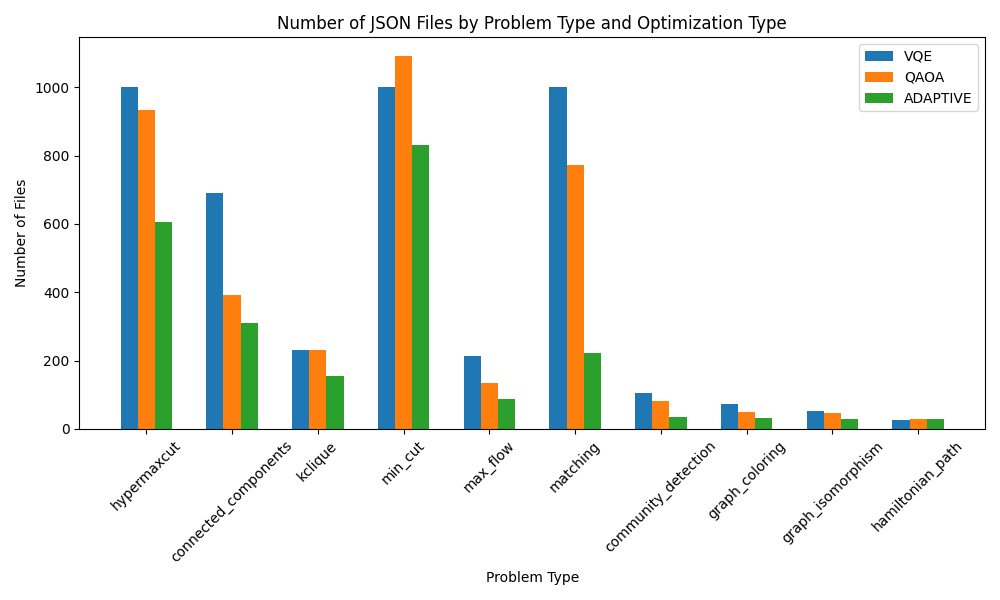 Number of JSON Files by Problem Type and Optimization Type
VQE
QAOA
ADAPTIVE
Number of Files
1000
800
600
400
200
0
hypermaxcut
connected_components
kclique
min_cut
max_flow
matching
community_detection
graph_coloring
graph_isomorphism
hamiltonian_path
Problem Type